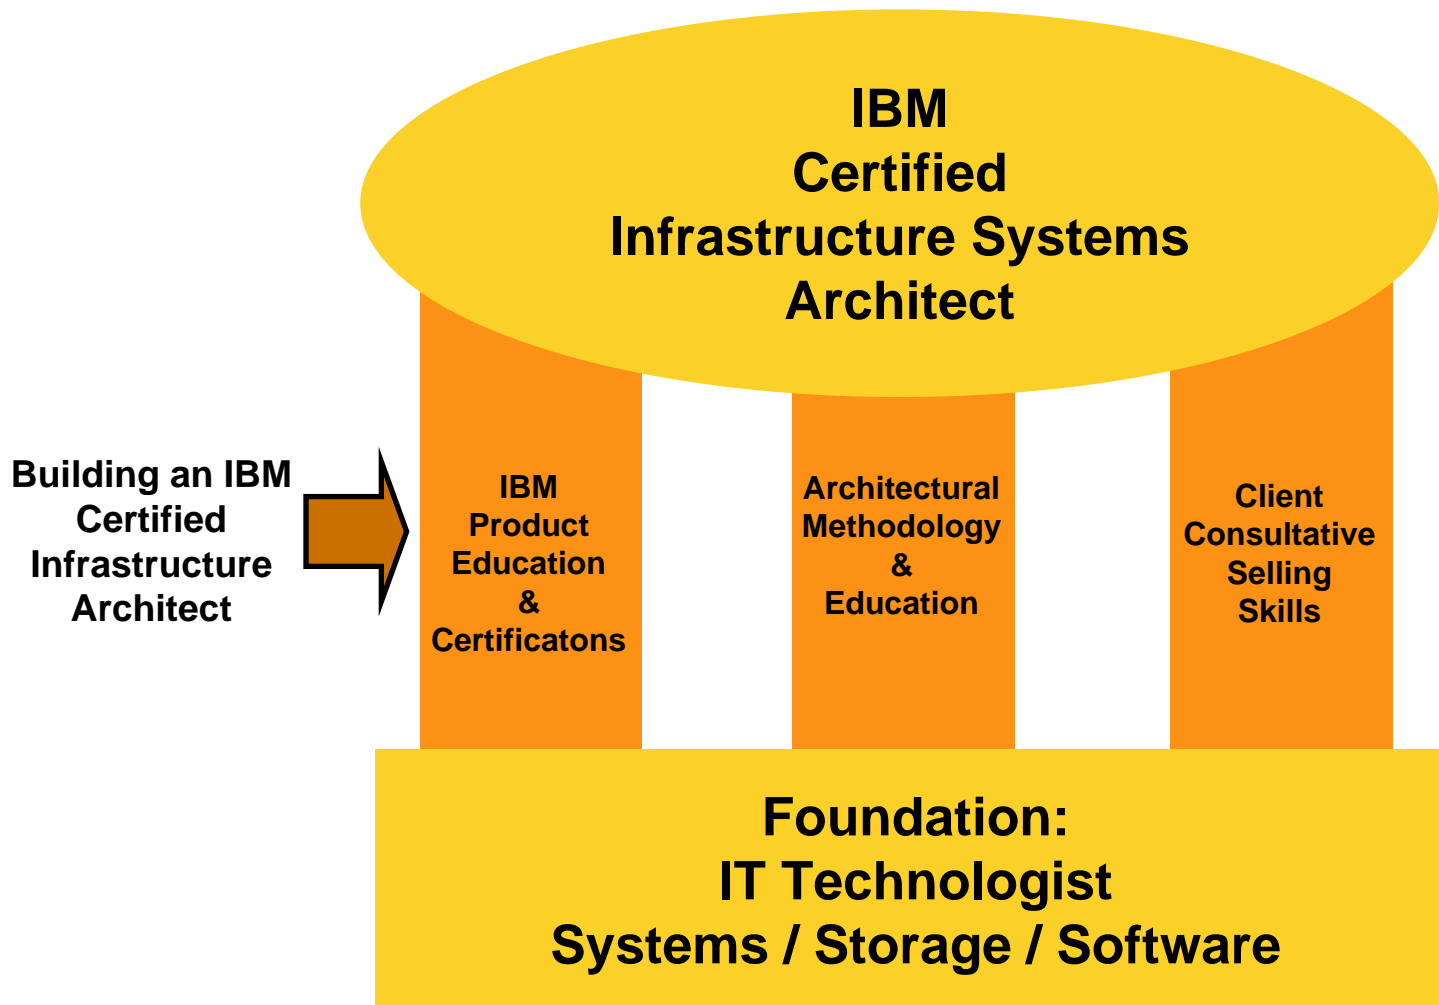 IBM
Certified
Infrastructure Systems
Architect
Building an IBM
Certified
Infrastructure
Architect
IBM
Product
Education
&
Certificatons
Architectural
Methodology
&
Education
Client
Consultative
Selling
Skills
Foundation:
IT Technologist
Systems / Storage / Software